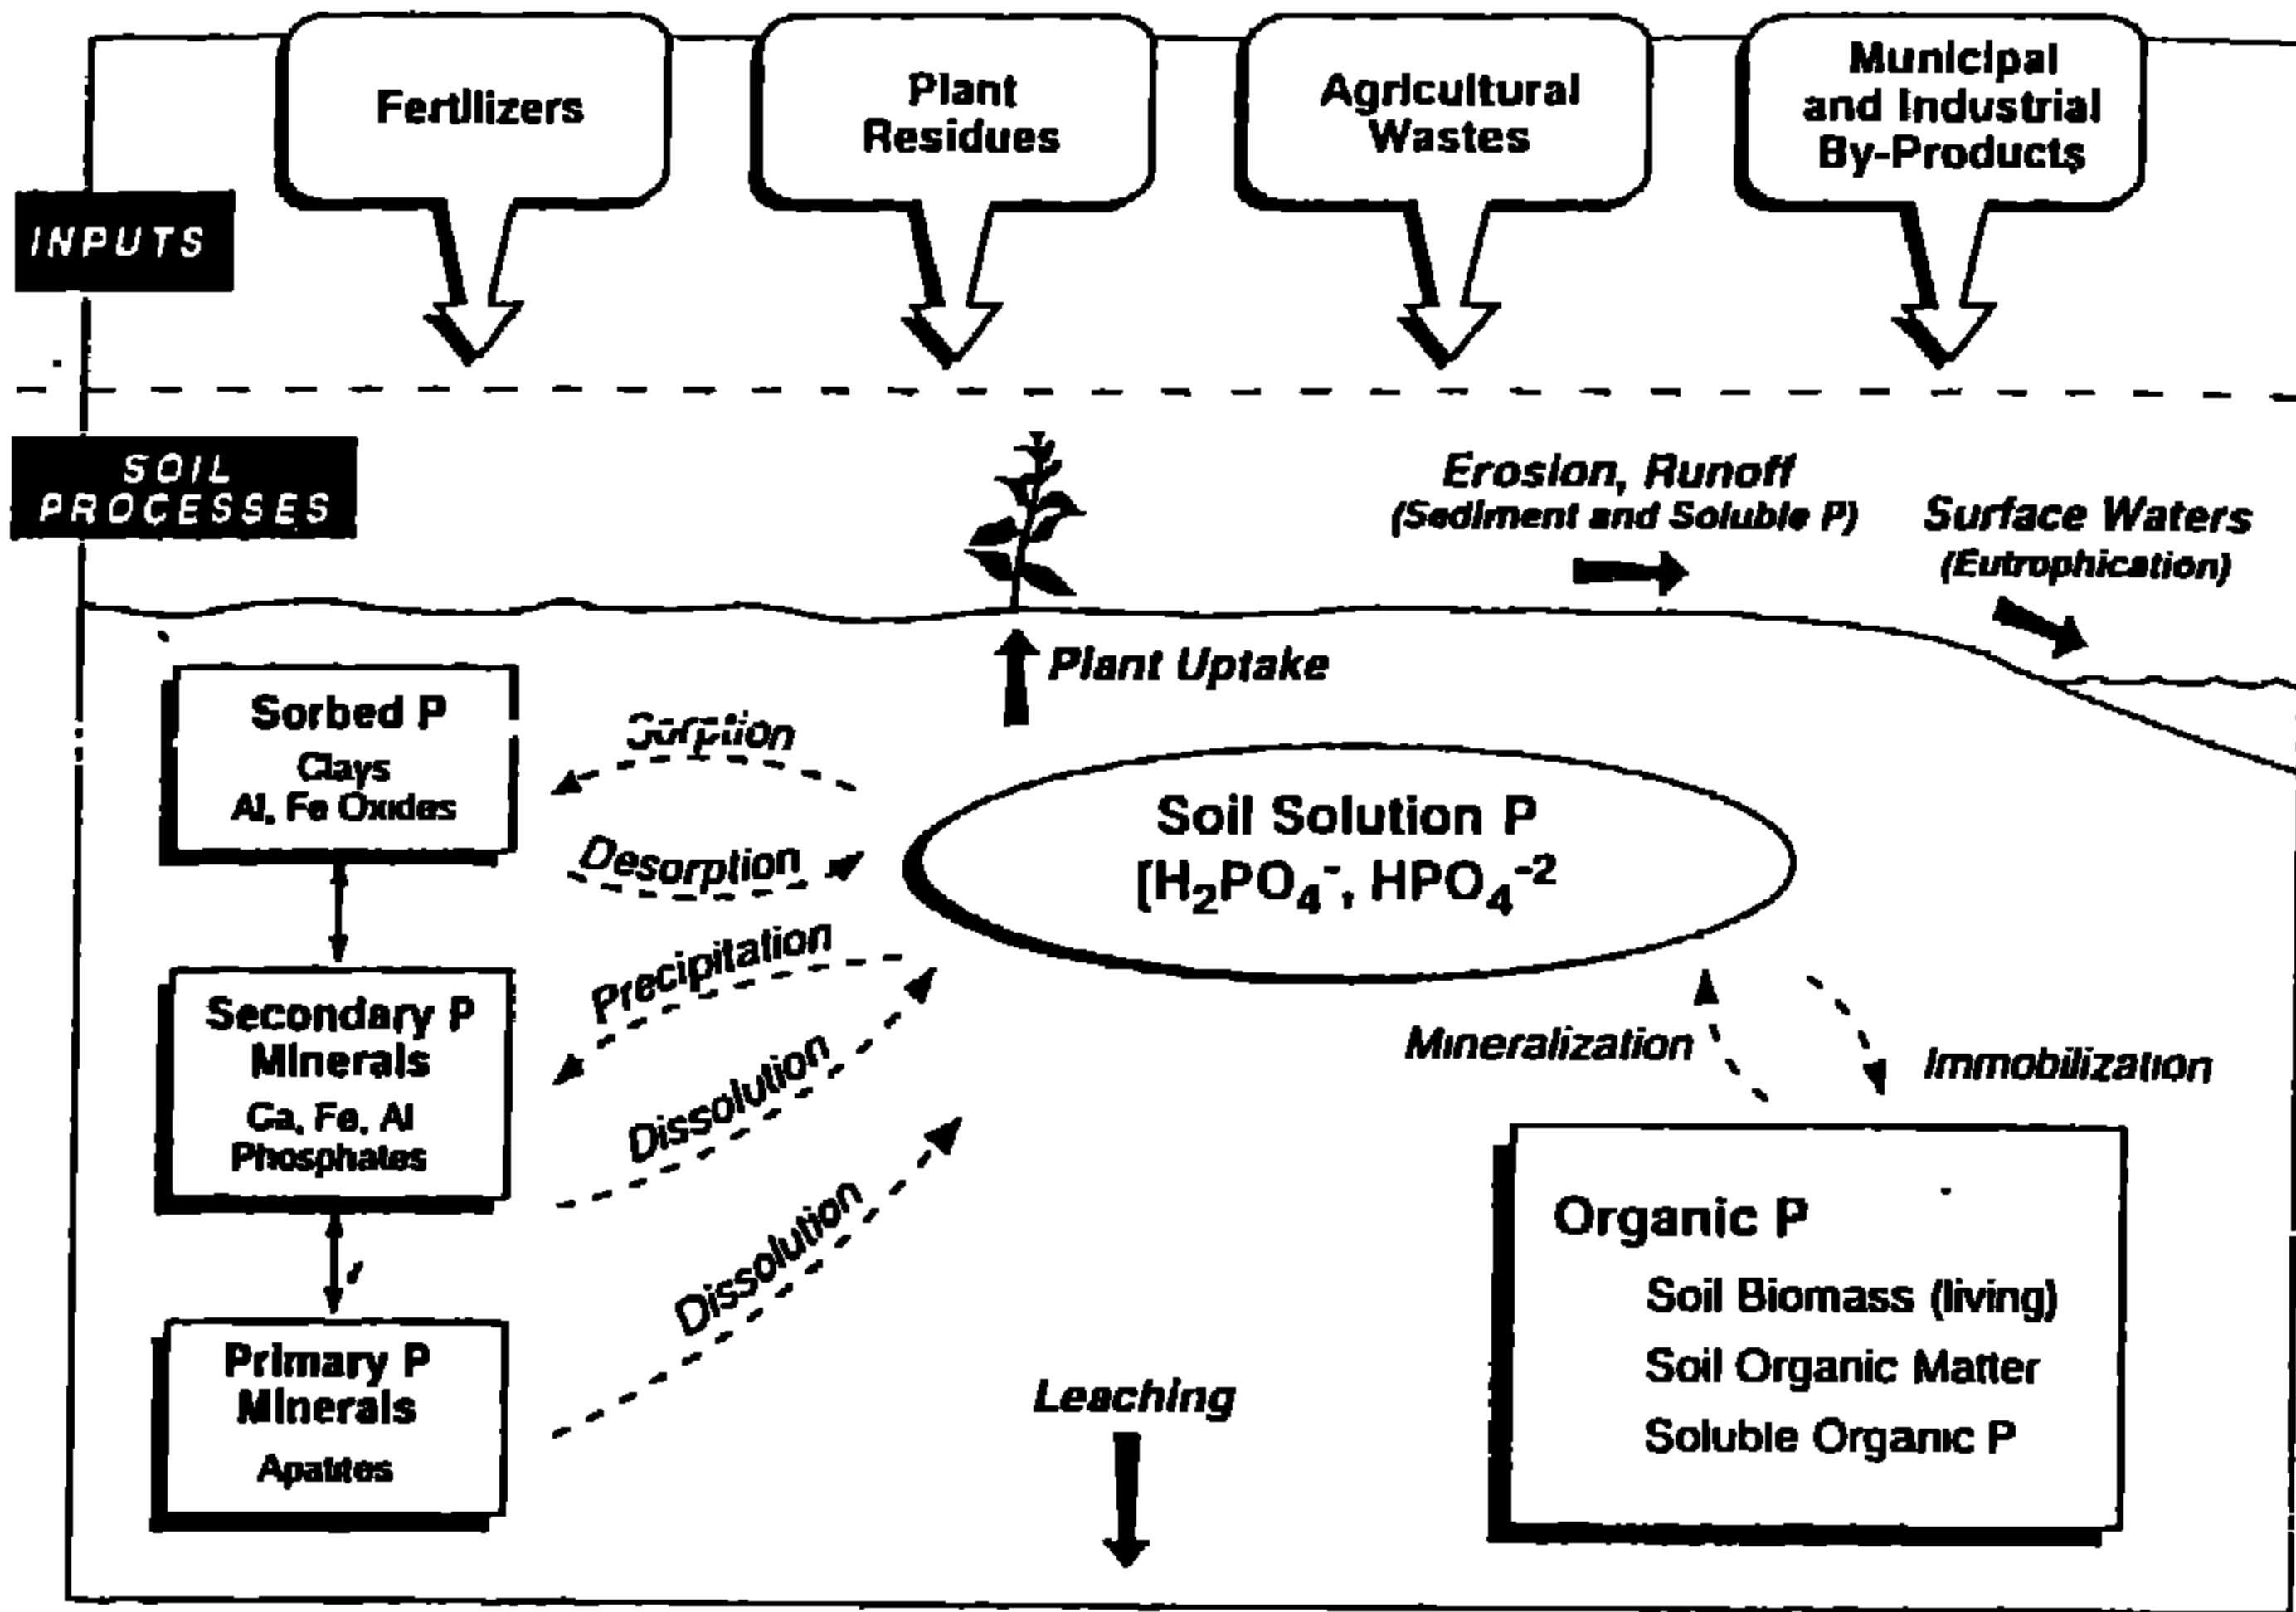 Fertilizers
Plant
Residues
Agricultural
Wastes
Municipal
and Industrial
By-Products
INPUTS
SOIL
PROCESSES
Erosion, Runoff
(Sediment and Soluble P)
Surface Waters
(Eutrophication)
Plant Uptake
Sorbed P
Clays
Al, Fe Oxides
Sorption
Desorption
Soil Solution P
[H₂PO₄⁻, HPO₄⁻²
Precipitation
Secondary P
Minerals
Ca, Fe, Al
Phosphates
Dissolution
Mineralization
Immobilization
Dissolution
Primary P
Minerals
Apatites
Leaching
Organic P
Soil Biomass (living)
Soil Organic Matter
Soluble Organic P